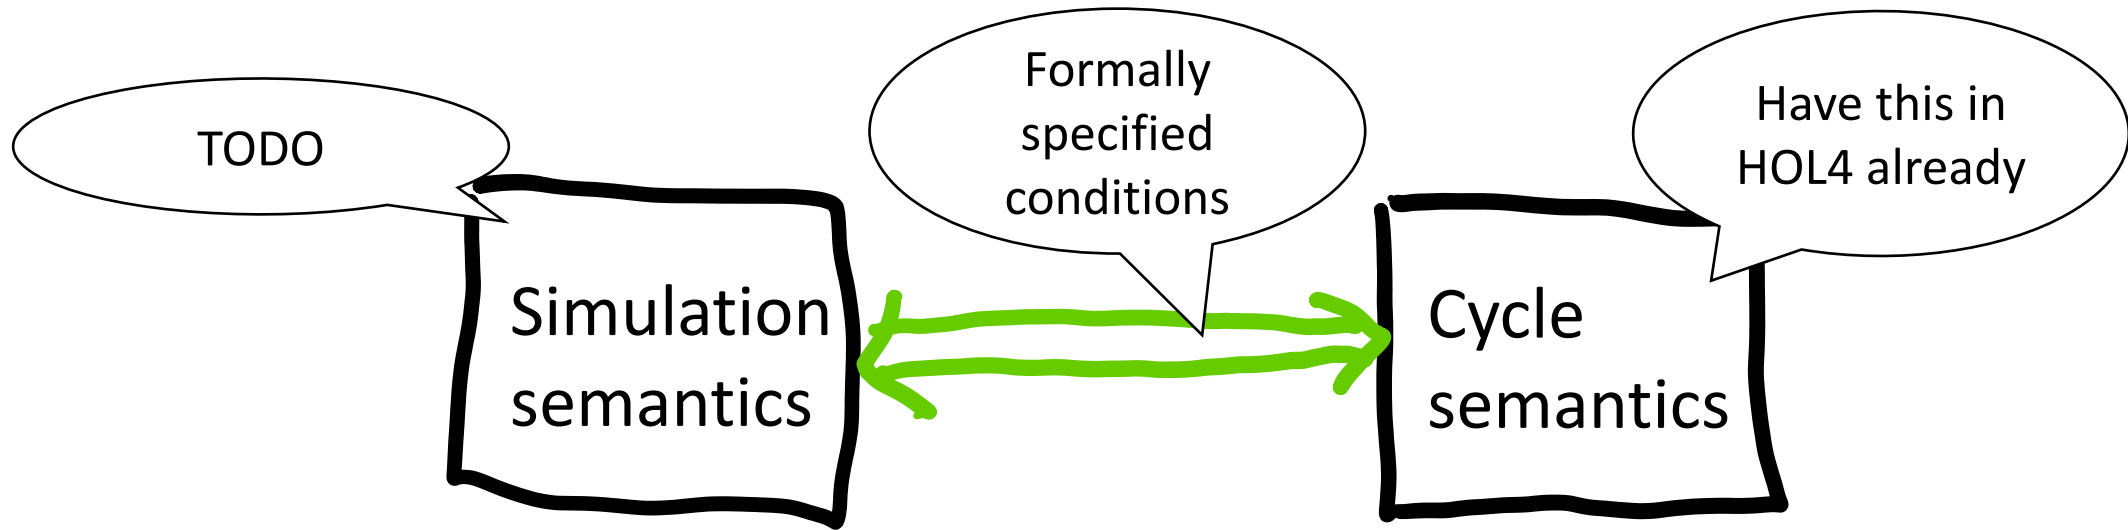 TODO
Formally
specified
conditions
Have this in
HOL4 already
Simulation
semantics
Cycle
semantics